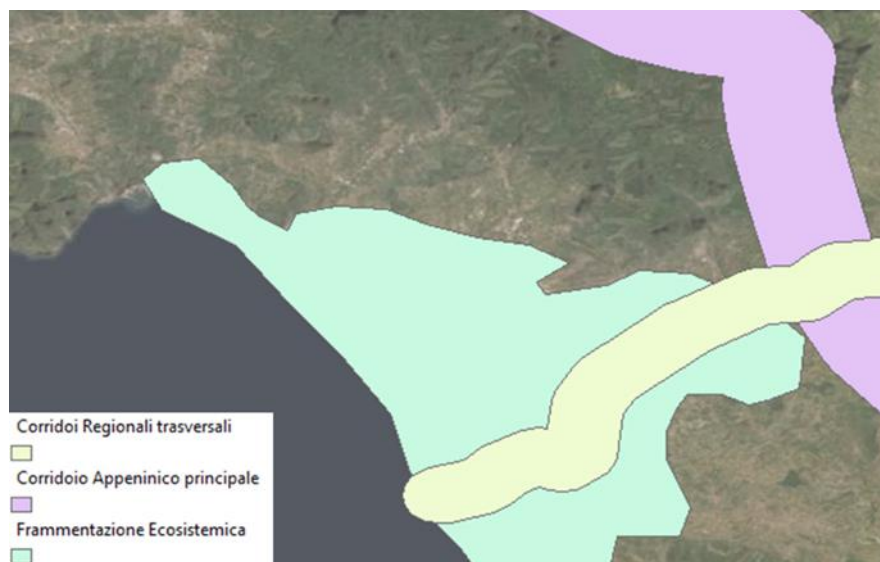 Corridoi Regionali trasversali
Corridoio Appeninico principale
Frammentazione Ecosistemica